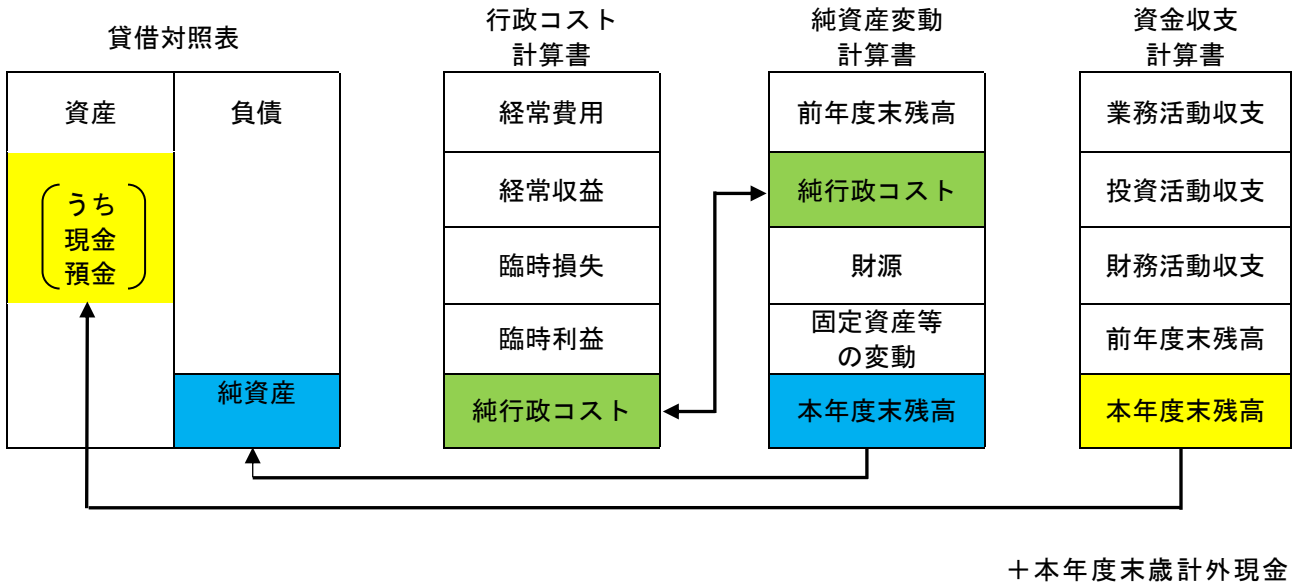 貸借対照表
資産
負債
うち
現金
預金
純資産
行政コスト
計算書
経常費用
経常収益
臨時損失
臨時利益
純行政コスト
純資産変動
計算書
前年度末残高
純行政コスト
財源
固定資産等
の変動
本年度末残高
資金収支
計算書
業務活動収支
投資活動収支
財務活動収支
前年度末残高
本年度末残高
＋本年度末歳計外現金